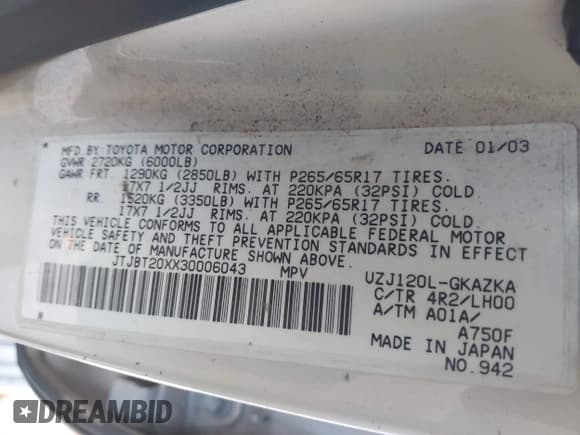 MFD BY: TOYOTA MOTOR CORPORATION DATE 01/03
GVWR 2720KG (6000LB)
GAWR FRT. 1290KG (2850LB) WITH P265/65R17 TIRES.
17X7 1/2JJ RIMS. AT 220KPA (32PSI) COLD
RR. 1520KG (3350LB) WITH P265/65R17 TIRES.
17X7 1/2JJ RIMS. AT 220KPA (32PSI) COLD
THIS VEHICLE CONFORMS TO ALL APPLICABLE FEDERAL MOTOR
VEHICLE SAFETY AND THEFT PREVENTION STANDARDS IN EFFECT
ON THE DATE OF MANUFACTURE SHOWN ABOVE.
JTJBT20XX30006043 MPV UZJ120L-GKAZKA
C/TR 4R2/LH00
A/TM A01A/
A750F
MADE IN JAPAN
NO.942
DREAMBID